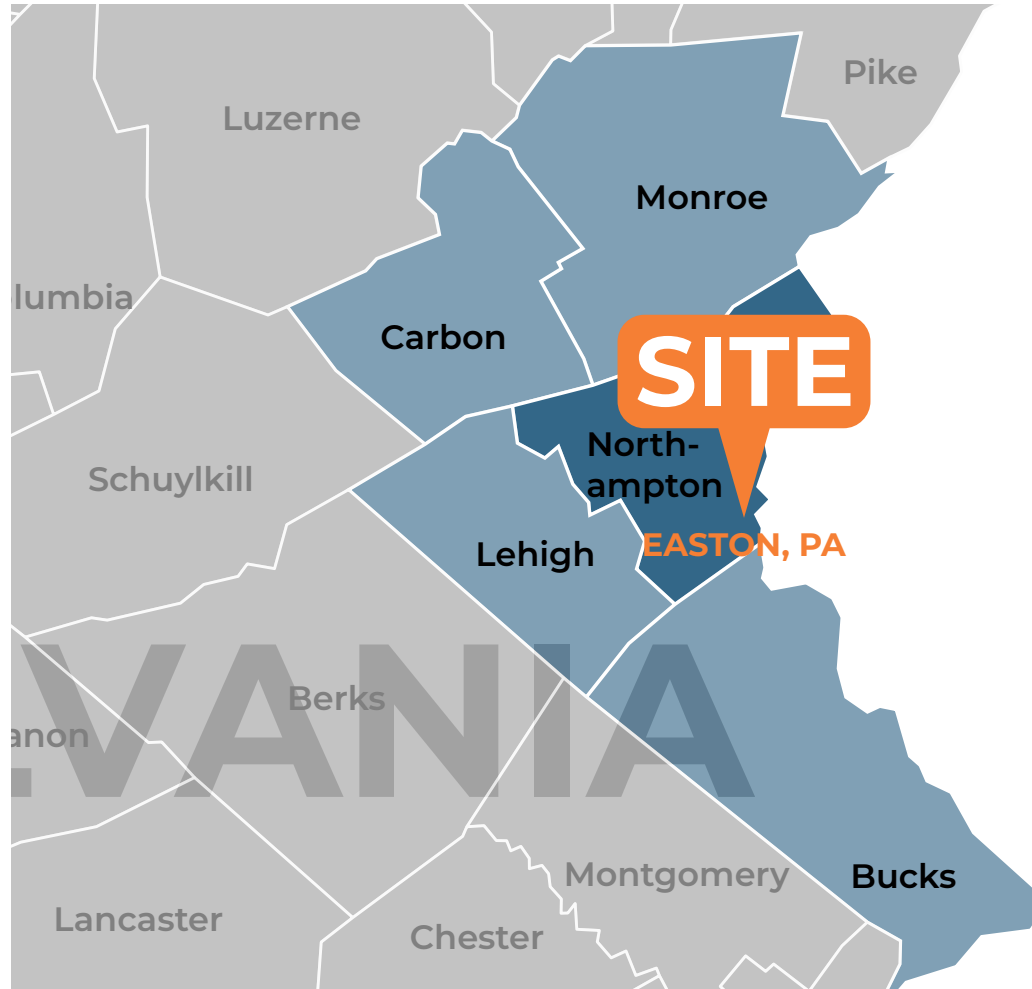 Pike
Luzerne
Monroe
lumbia
Carbon
SITE
North-
ampton
Schuylkill
EASTON, PA
Lehigh
VANIA
Berks
anon
Montgomery
Bucks
Lancaster
Chester